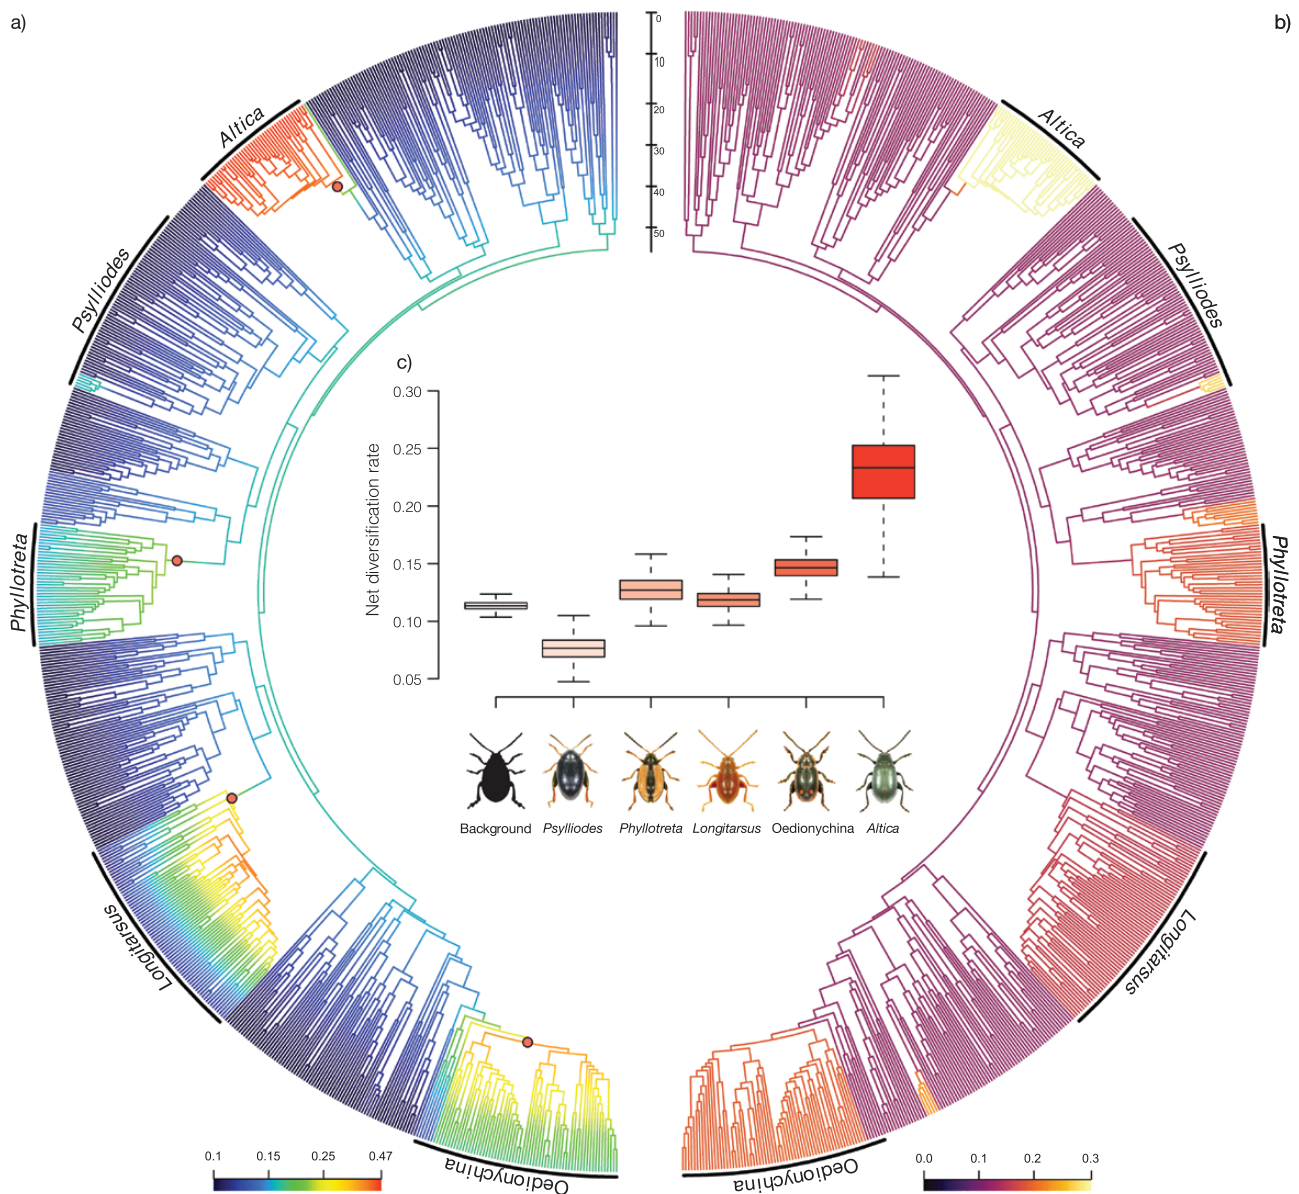 a)
b)
0
10
20
30
40
50
Altica
Altica
Psylliodes
Psylliodes
Phyllotreta
Phyllotreta
Longitarsus
Longitarsus
Oedionychina
Oedionychina
c)
Net diversification rate
0.30
0.25
0.20
0.15
0.10
0.05
Background Psylliodes Phyllotreta Longitarsus Oedionychina Altica
0.1 0.15 0.25 0.47
0.0 0.1 0.2 0.3